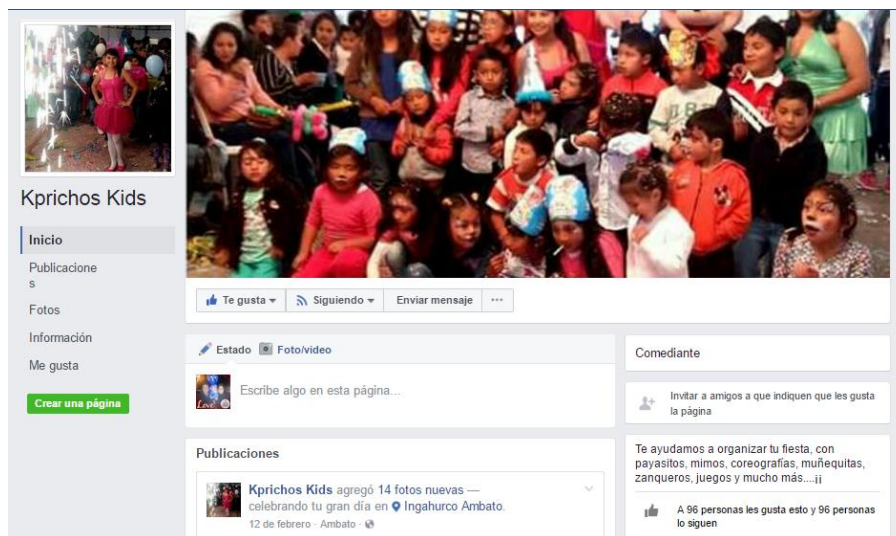 Kprichos Kids
Inicio
Publicacione
s
Fotos
Información
Me gusta
Crear una página
Te gusta
Siguiendo
Enviar mensaje
Estado
Foto/video
Escribe algo en esta página...
Publicaciones
Kprichos Kids agregó 14 fotos nuevas —
celebrando tu gran día en Ingahurco Ambato.
12 de febrero · Ambato ·
Comediante
Invitar a amigos a que indiquen que les gusta
la página
Te ayudamos a organizar tu fiesta, con
payasitos, mimos, coreografías, muñequitas,
zanqueros, juegos y mucho más....¡¡
A 96 personas les gusta esto y 96 personas
lo siguen